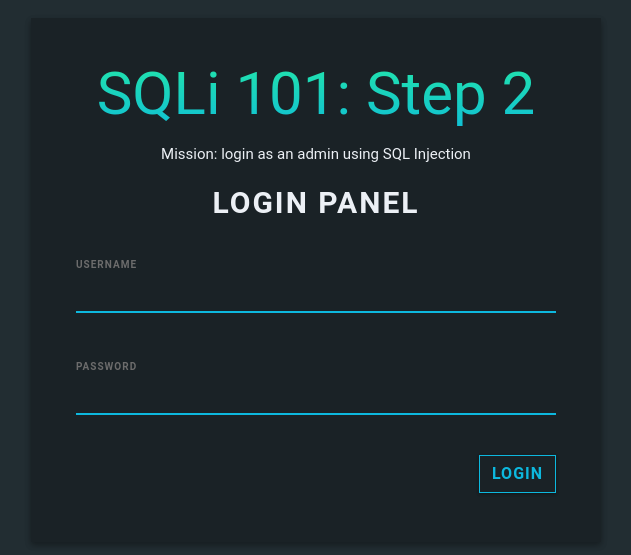 SQLi 101: Step 2
Mission: login as an admin using SQL Injection
LOGIN PANEL
USERNAME
PASSWORD
LOGIN